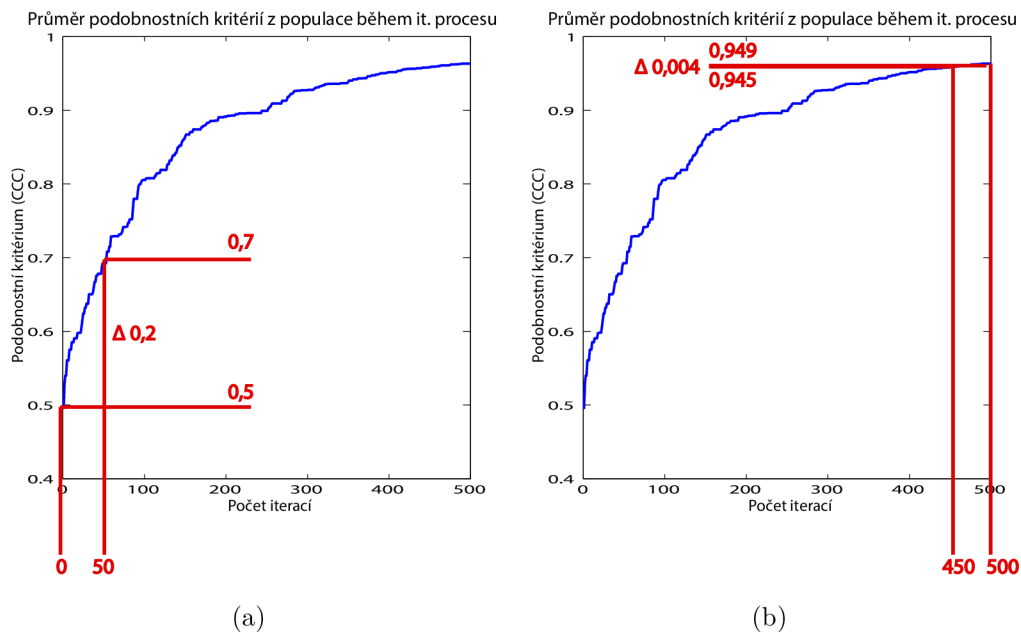 Průměr podobnostních kritérií z populace během it. procesu
1
0.9
0.8
0.7
0.6
0.5
0.4
Podobnostní kritérium (CCC)
0,7
Δ 0,2
0,5
0 100 200 300 400 500
Počet iterací
0 50
(a)
Průměr podobnostních kritérií z populace během it. procesu
1
0.9
0.8
0.7
0.6
0.5
0.4
Podobnostní kritérium (CCC)
0,949
Δ 0,004
0,945
0 100 200 300 400 500
Počet iterací
450 500
(b)